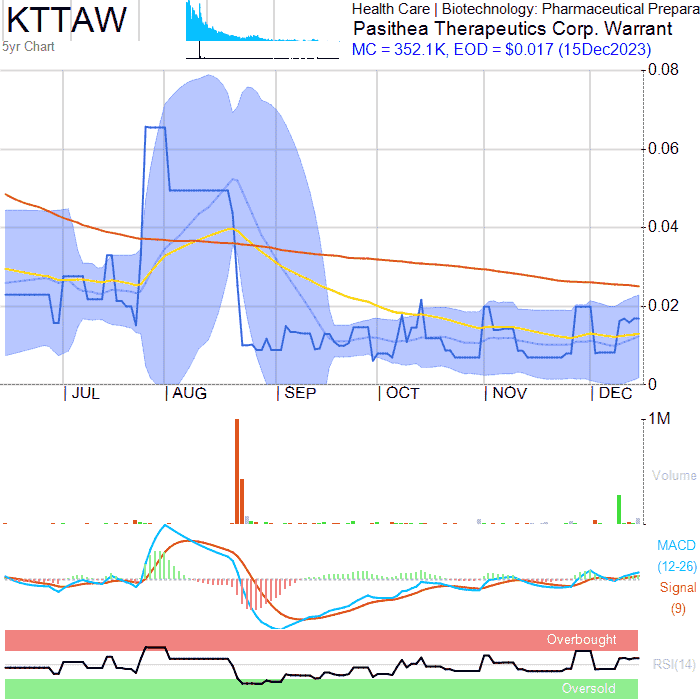 KTTAW
5yr Chart
Health Care | Biotechnology: Pharmaceutical Prepara
Pasithea Therapeutics Corp. Warrant
MC = 352.1K, EOD = $0.017 (15Dec2023)
0.08
0.06
0.04
0.02
0
JUL
AUG
SEP
OCT
NOV
DEC
1M
Volume
MACD
(12-26)
Signal
(9)
Overbought
RSI(14)
Oversold